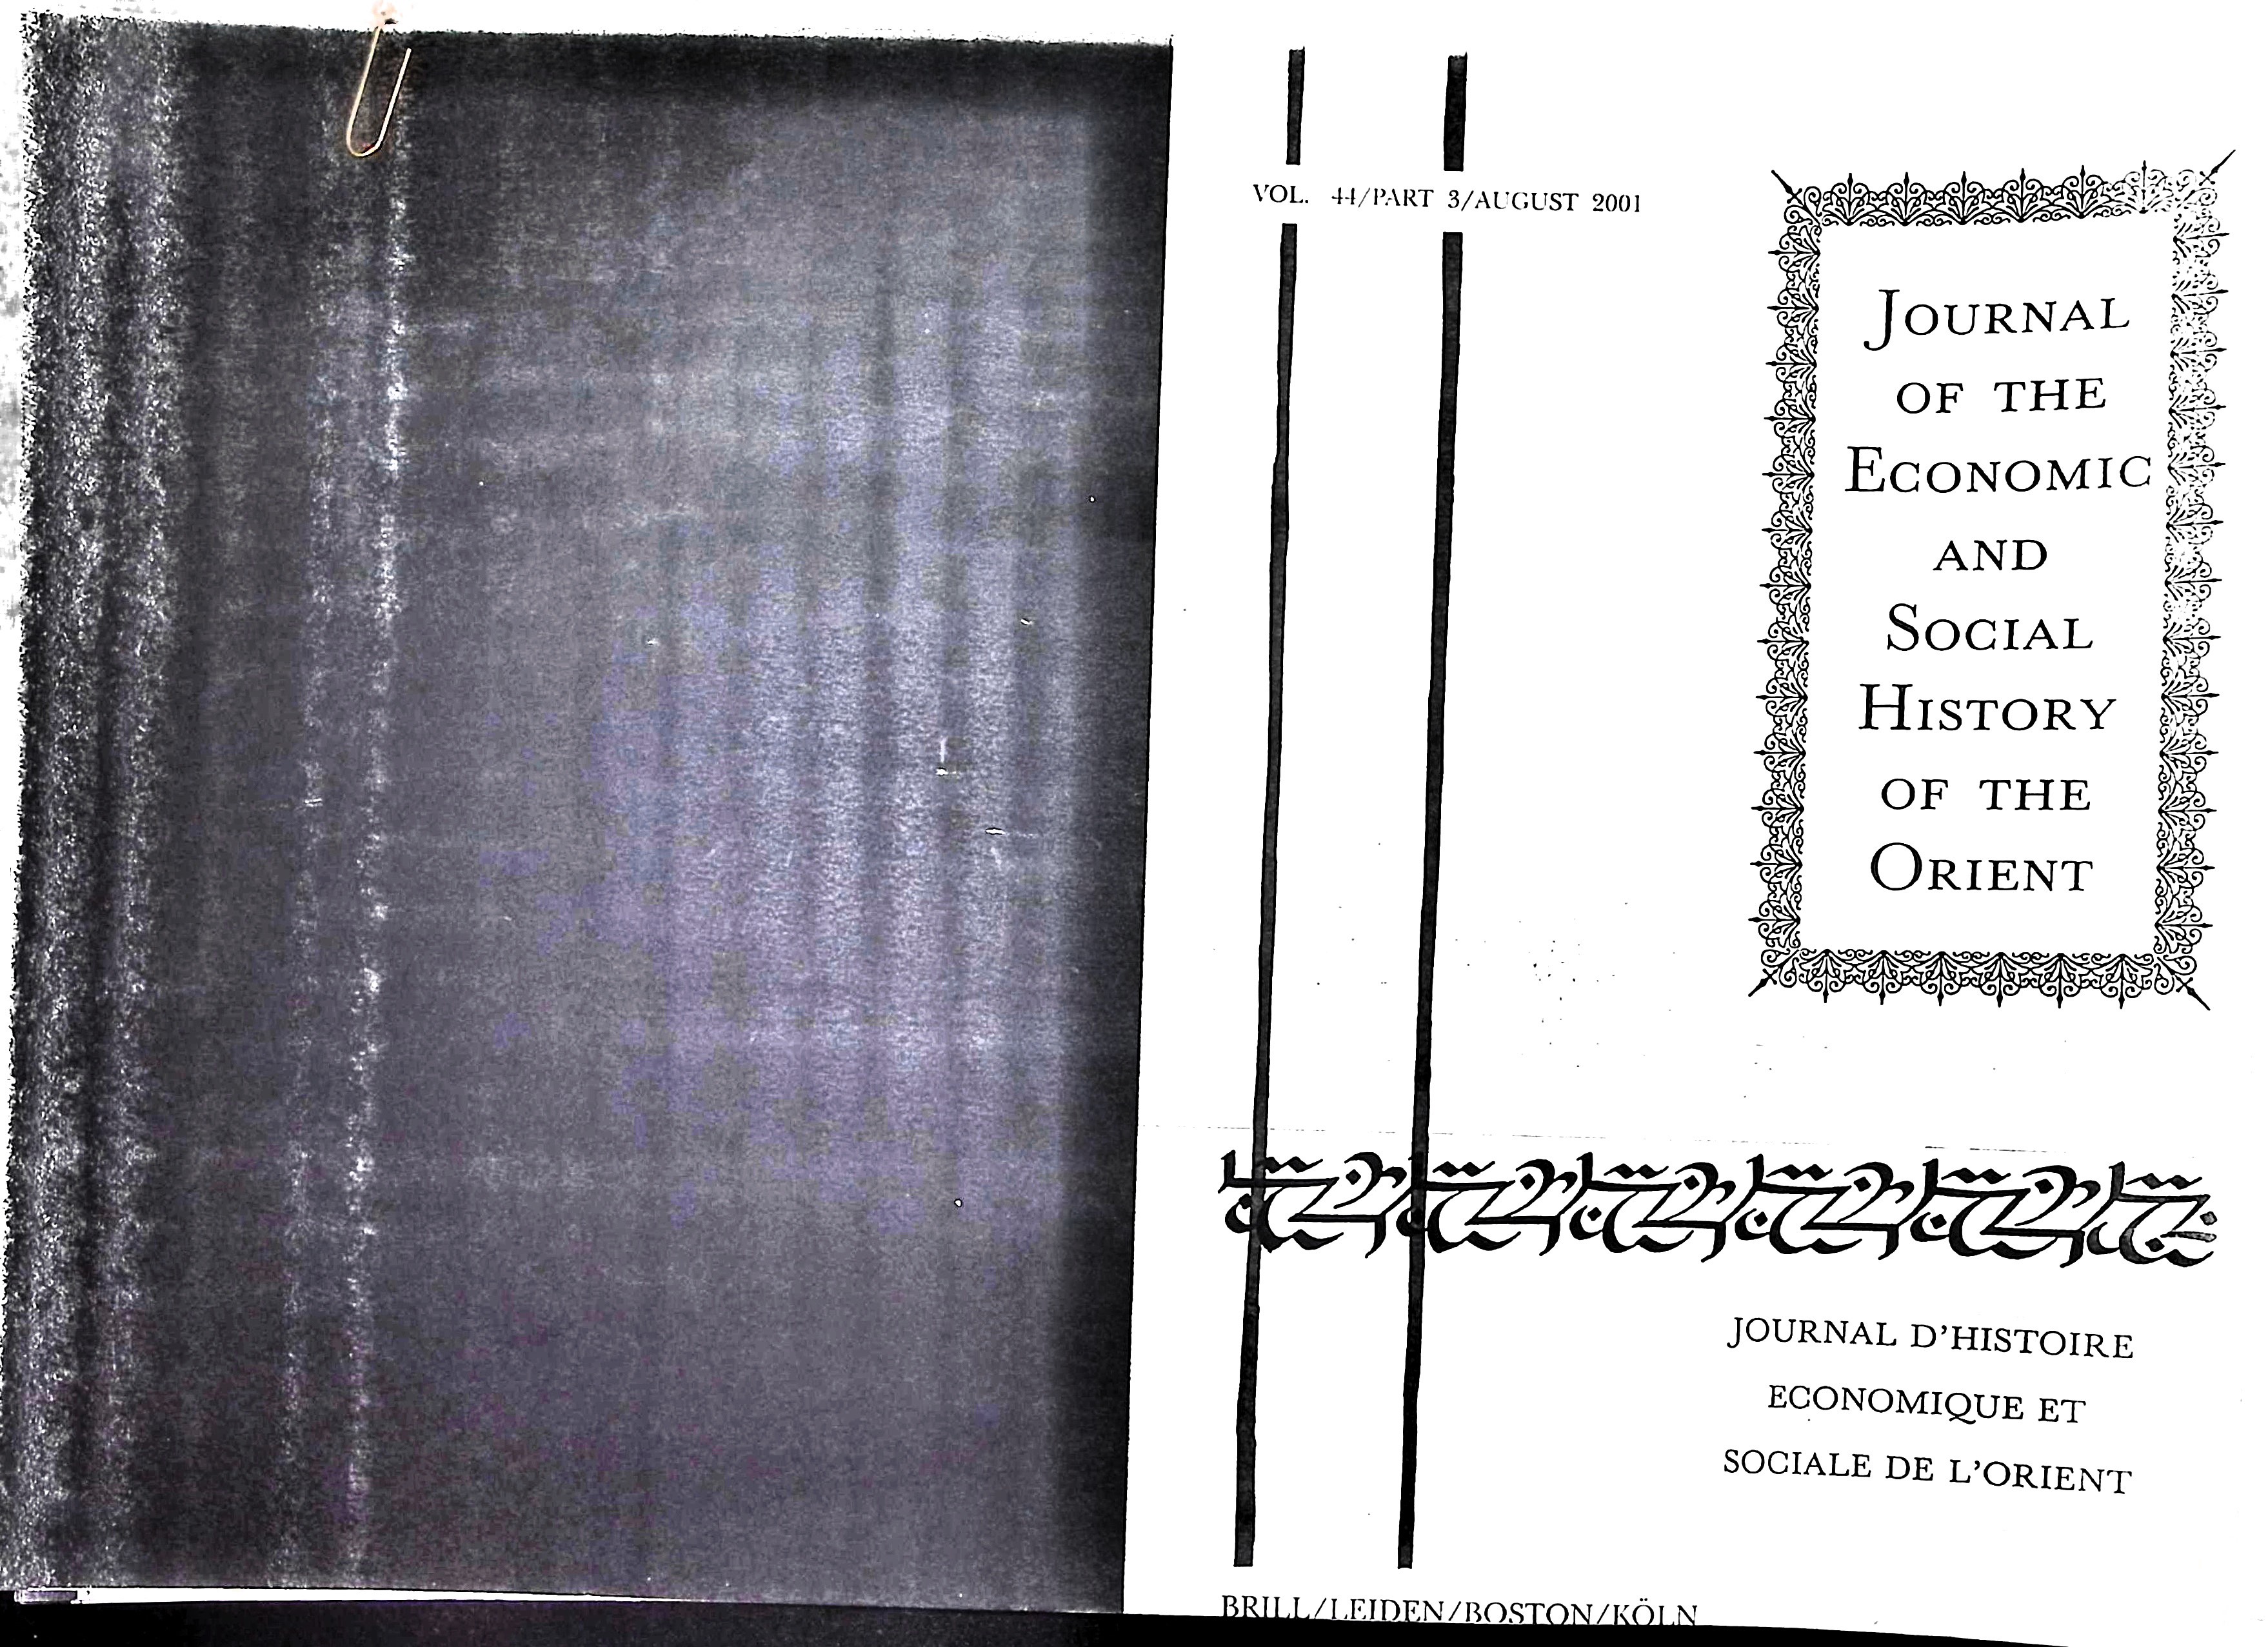 VOL. 44/PART 3/AUGUST 2001
JOURNAL
OF THE
ECONOMIC
AND
SOCIAL
HISTORY
OF THE
ORIENT
JOURNAL D'HISTOIRE
ECONOMIQUE ET
SOCIALE DE L'ORIENT
BRILL/LEIDEN/BOSTON/KÖLN